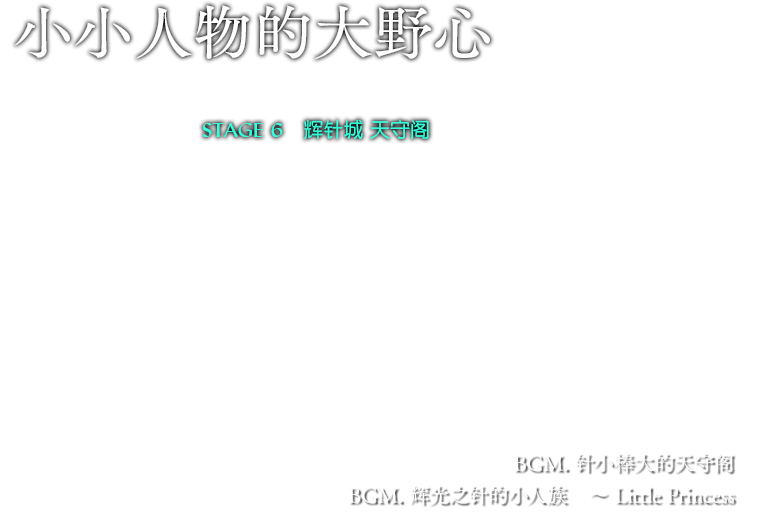 小小人物的大野心
STAGE 6　辉针城 天守阁
BGM. 针小棒大的天守阁
BGM. 辉光之针的小人族　～ Little Princess